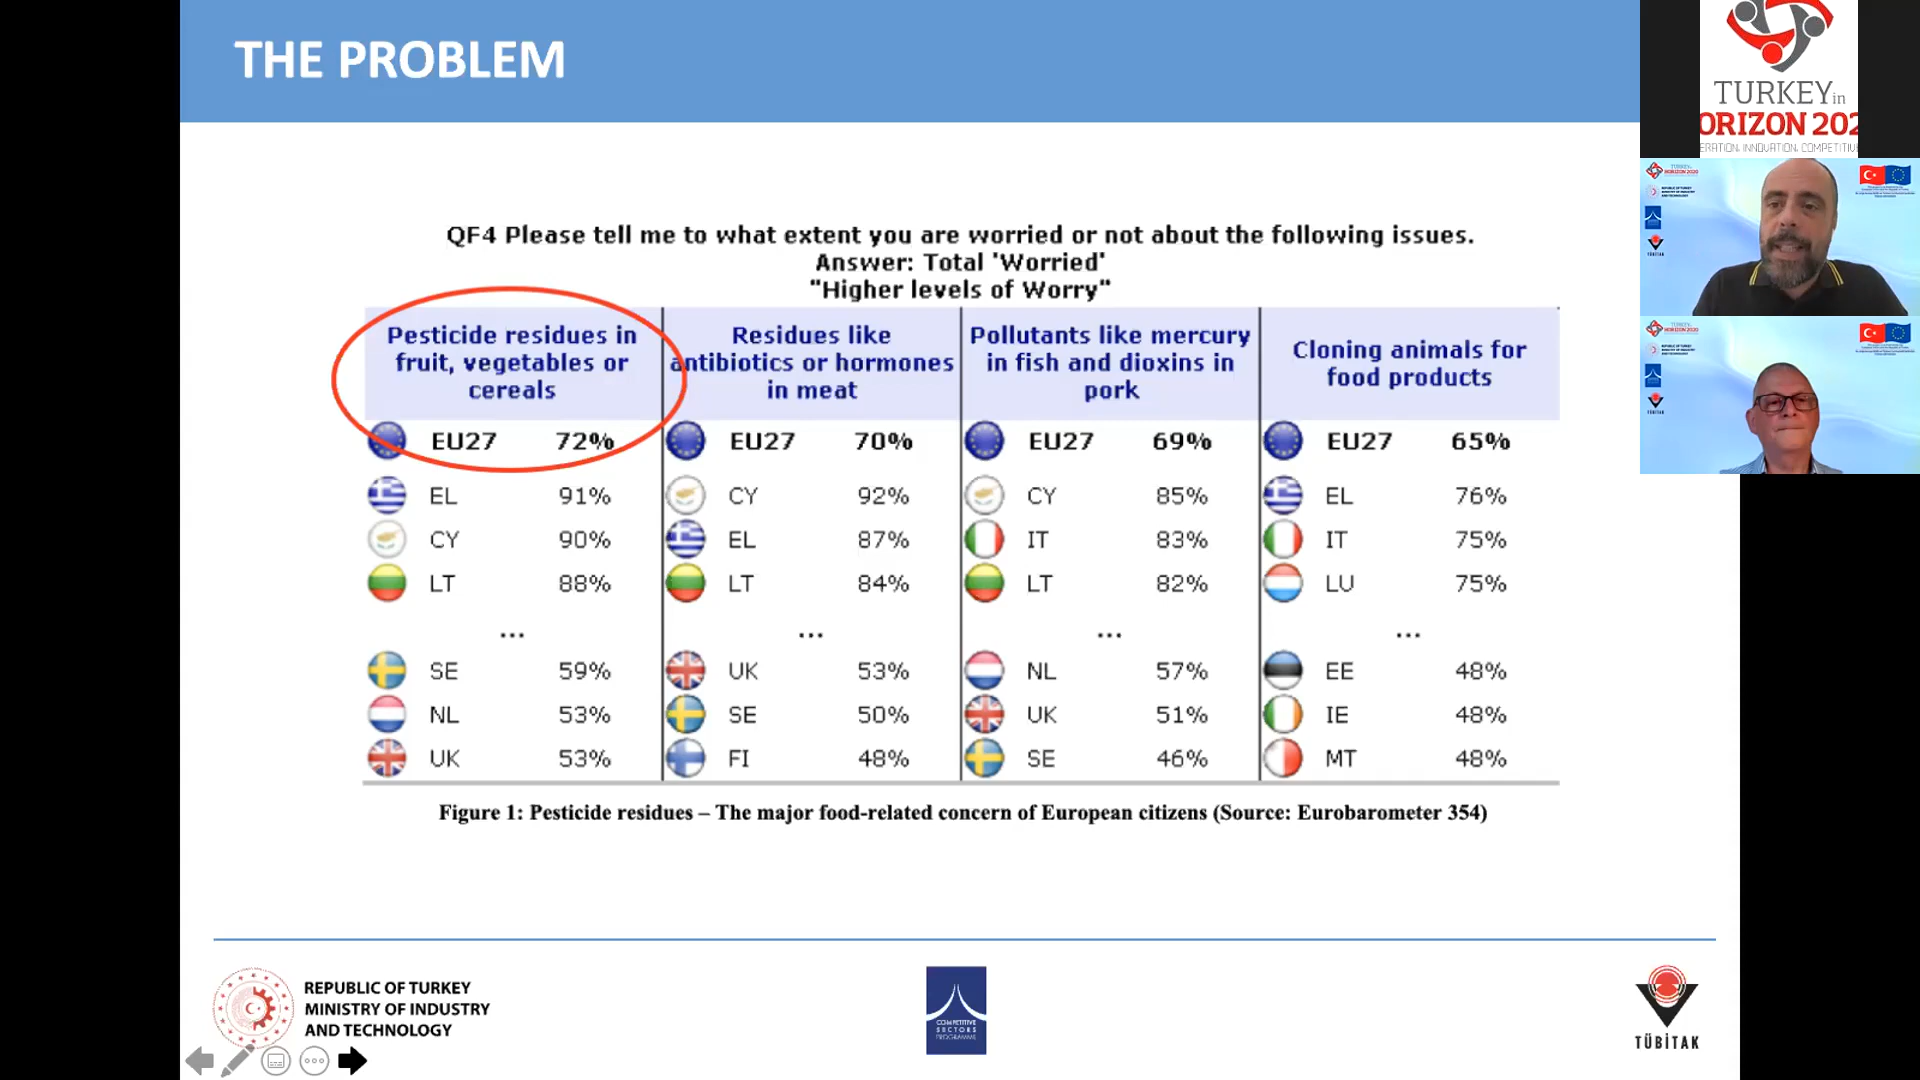 THE PROBLEM
QF4 Please tell me to what extent you are worried or not about the following issues.
Answer: Total 'Worried'
"Higher levels of Worry"
Pesticide residues in
fruit, vegetables or
cereals
EU27 72%
EL 91%
CY 90%
LT 88%
...
SE 59%
NL 53%
UK 53%
Residues like
antibiotics or hormones
in meat
EU27 70%
CY 92%
EL 87%
LT 84%
...
UK 53%
SE 50%
FI 48%
Pollutants like mercury
in fish and dioxins in
pork
EU27 69%
CY 85%
IT 83%
LT 82%
...
NL 57%
UK 51%
SE 46%
Cloning animals for
food products
EU27 65%
EL 76%
IT 75%
LU 75%
...
EE 48%
IE 48%
MT 48%
Figure 1: Pesticide residues – The major food-related concern of European citizens (Source: Eurobarometer 354)
REPUBLIC OF TURKEY
MINISTRY OF INDUSTRY
AND TECHNOLOGY
COMPETITIVE
SECTORS
PROGRAMME
TÜBİTAK
TURKEY in
ORIZON 202
ERATION, INNOVATION, COMPETITIV